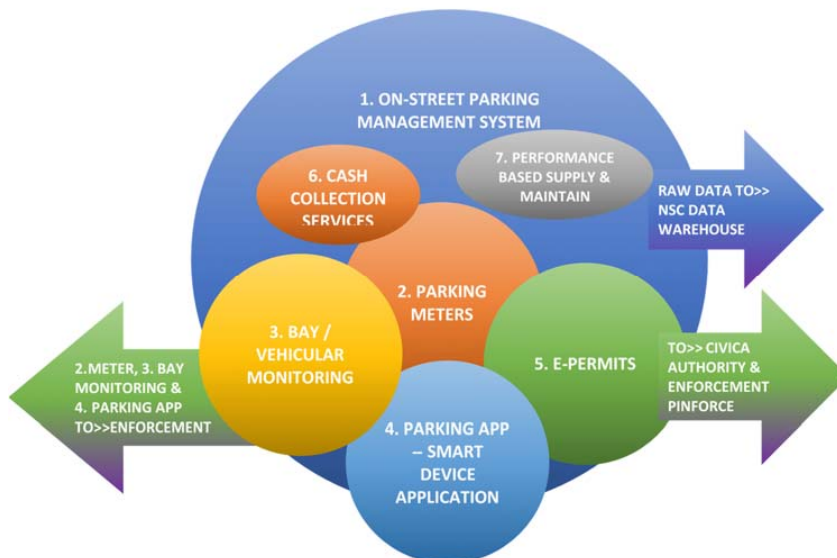 1. ON-STREET PARKING
MANAGEMENT SYSTEM
7. PERFORMANCE
BASED SUPPLY &
MAINTAIN
6. CASH
COLLECTION
SERVICES
RAW DATA TO>>
NSC DATA
WAREHOUSE
2. PARKING
METERS
3. BAY /
VEHICULAR
MONITORING
5. E-PERMITS
TO>> CIVICA
AUTHORITY &
ENFORCEMENT
PINFORCE
2.METER, 3. BAY
MONITORING &
4. PARKING APP
TO>>ENFORCEMENT
4. PARKING APP
– SMART
DEVICE
APPLICATION